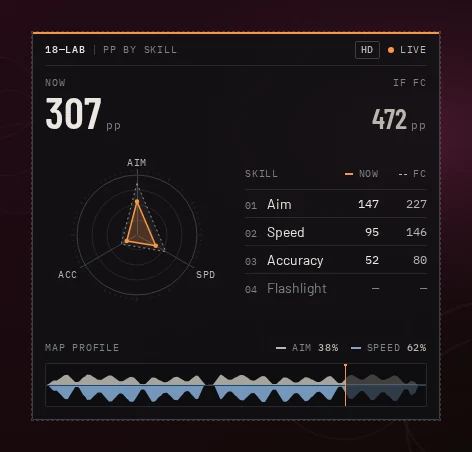 18—LAB | PP BY SKILL HD LIVE
NOW IF FC
307 pp 472 pp
AIM
ACC SPD
SKILL NOW IF FC
01 Aim 147 227
02 Speed 95 146
03 Accuracy 52 80
04 Flashlight — —
MAP PROFILE AIM 38% SPEED 62%